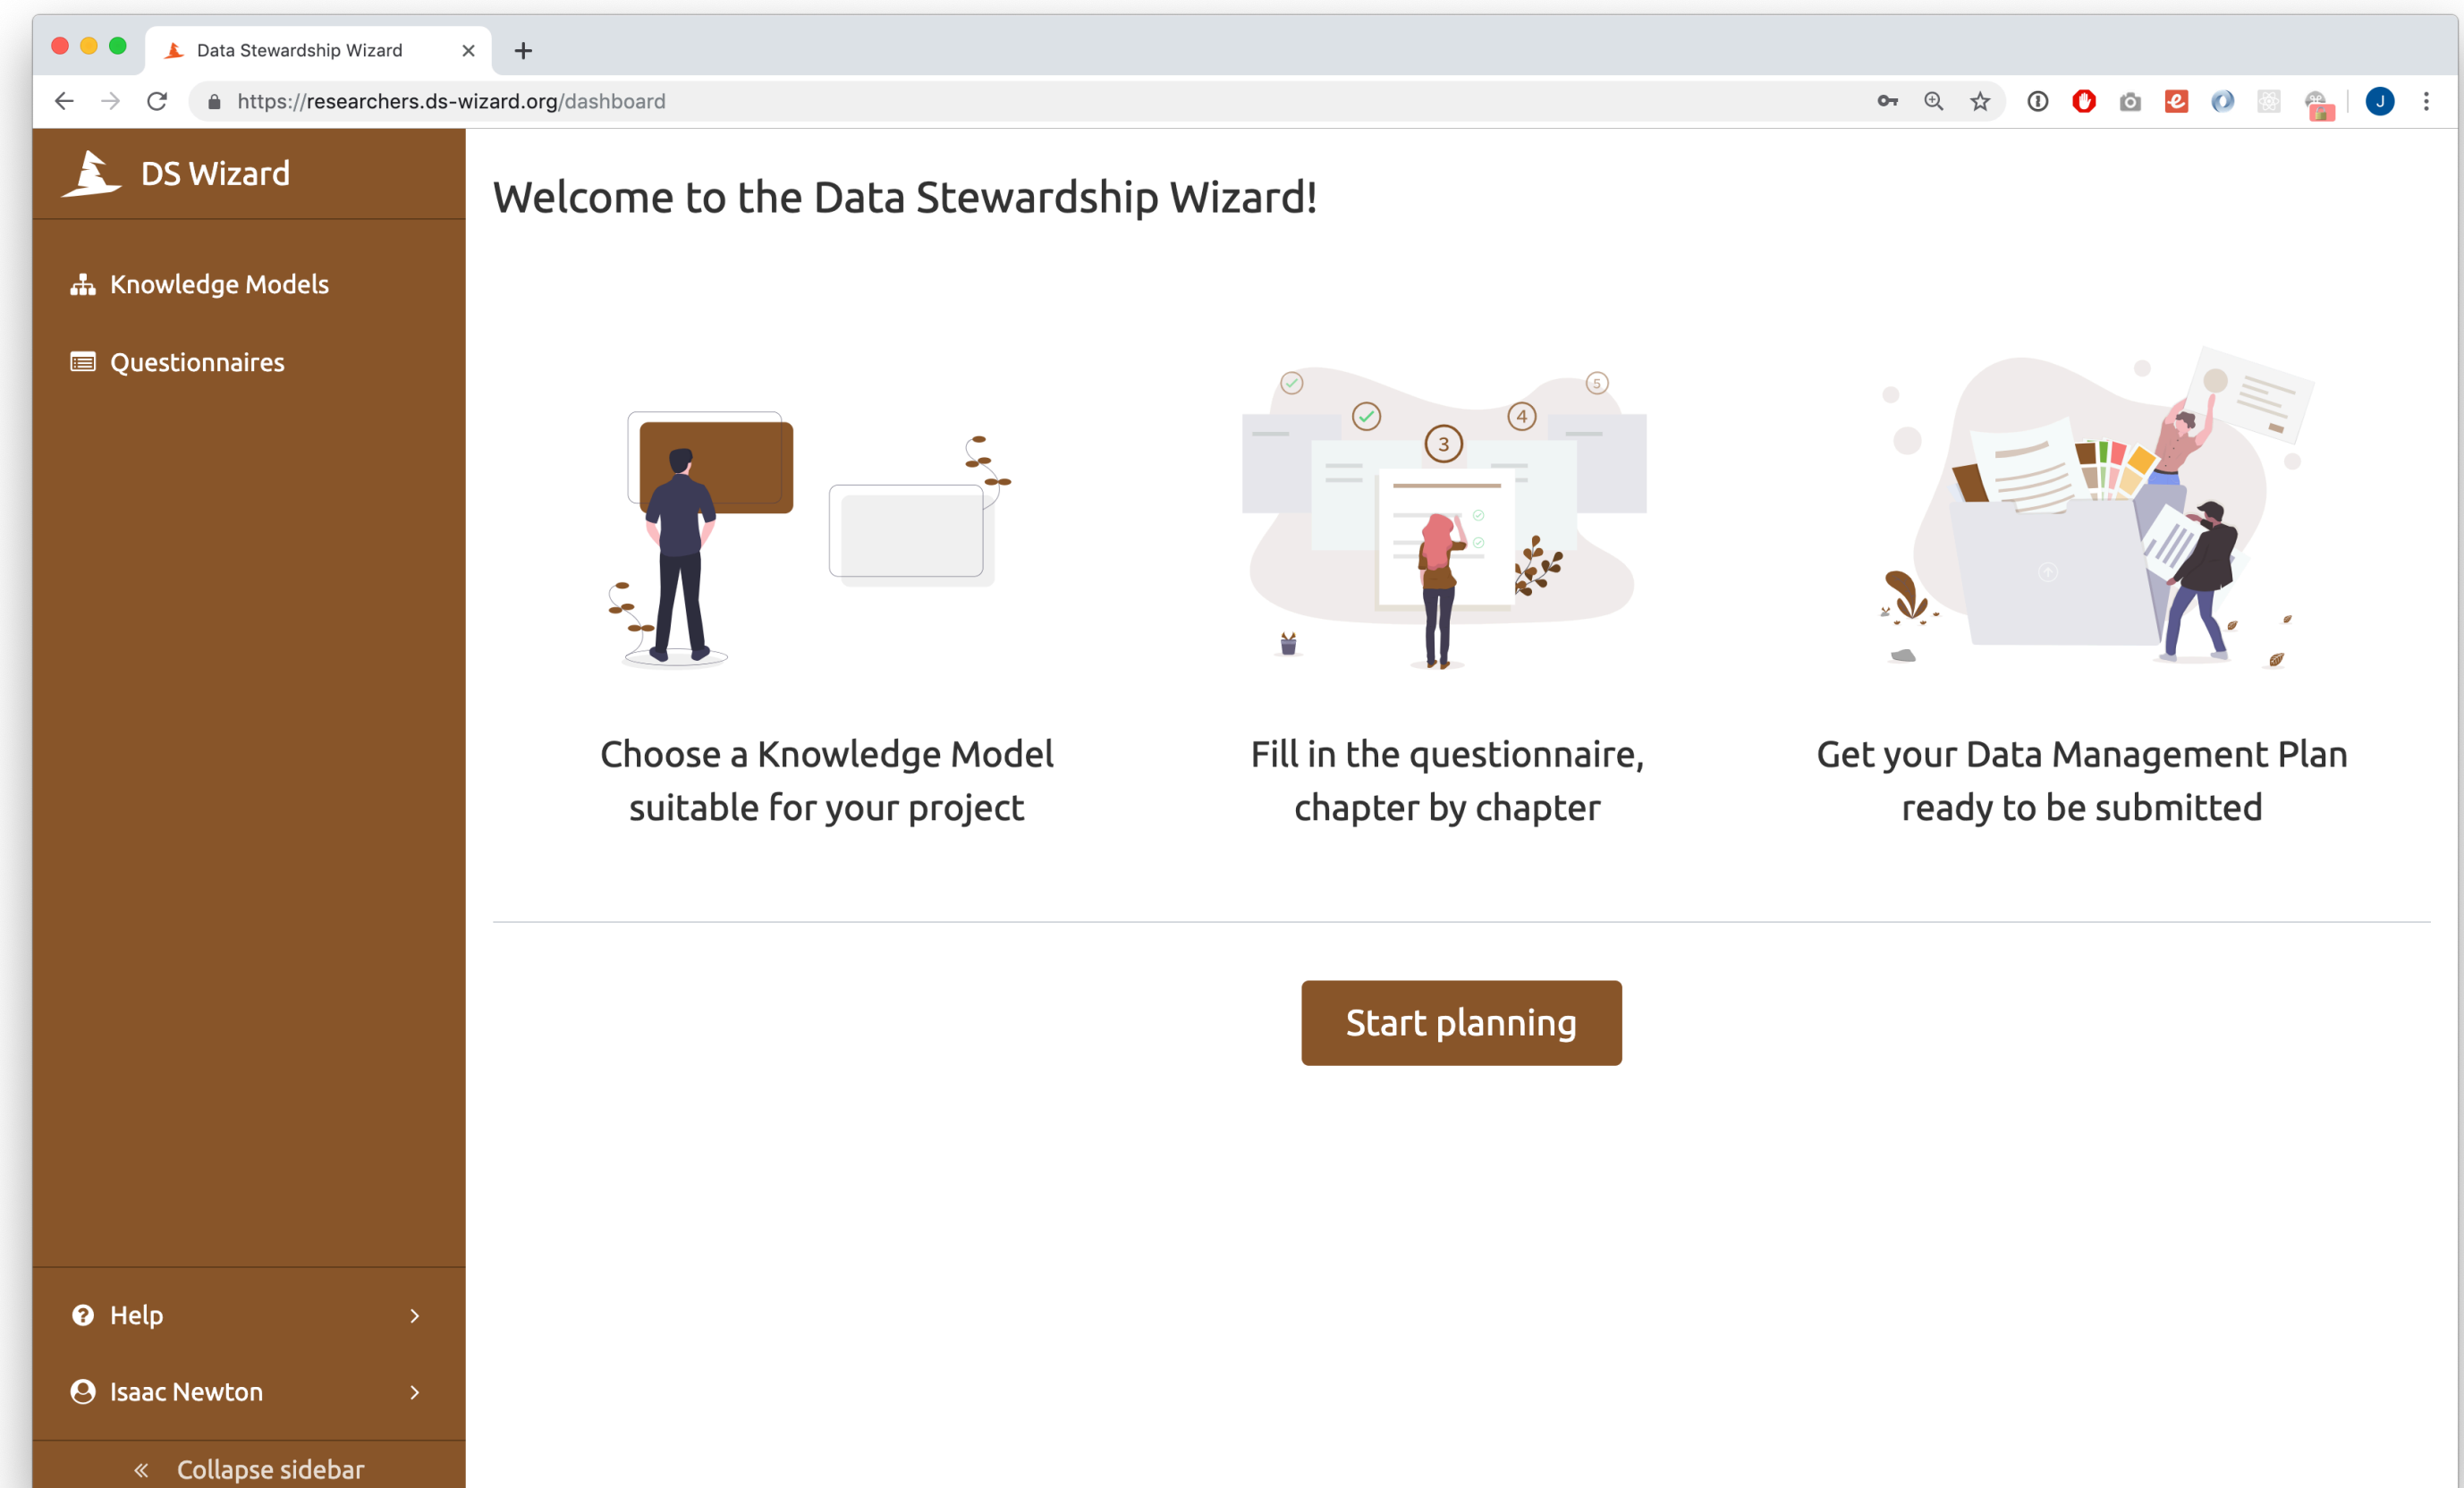 Data Stewardship Wizard
https://researchers.ds-wizard.org/dashboard
J
DS Wizard
Knowledge Models
Questionnaires
Welcome to the Data Stewardship Wizard!
5
4
3
Choose a Knowledge Model
suitable for your project
Fill in the questionnaire,
chapter by chapter
Get your Data Management Plan
ready to be submitted
Start planning
Help
Isaac Newton
Collapse sidebar